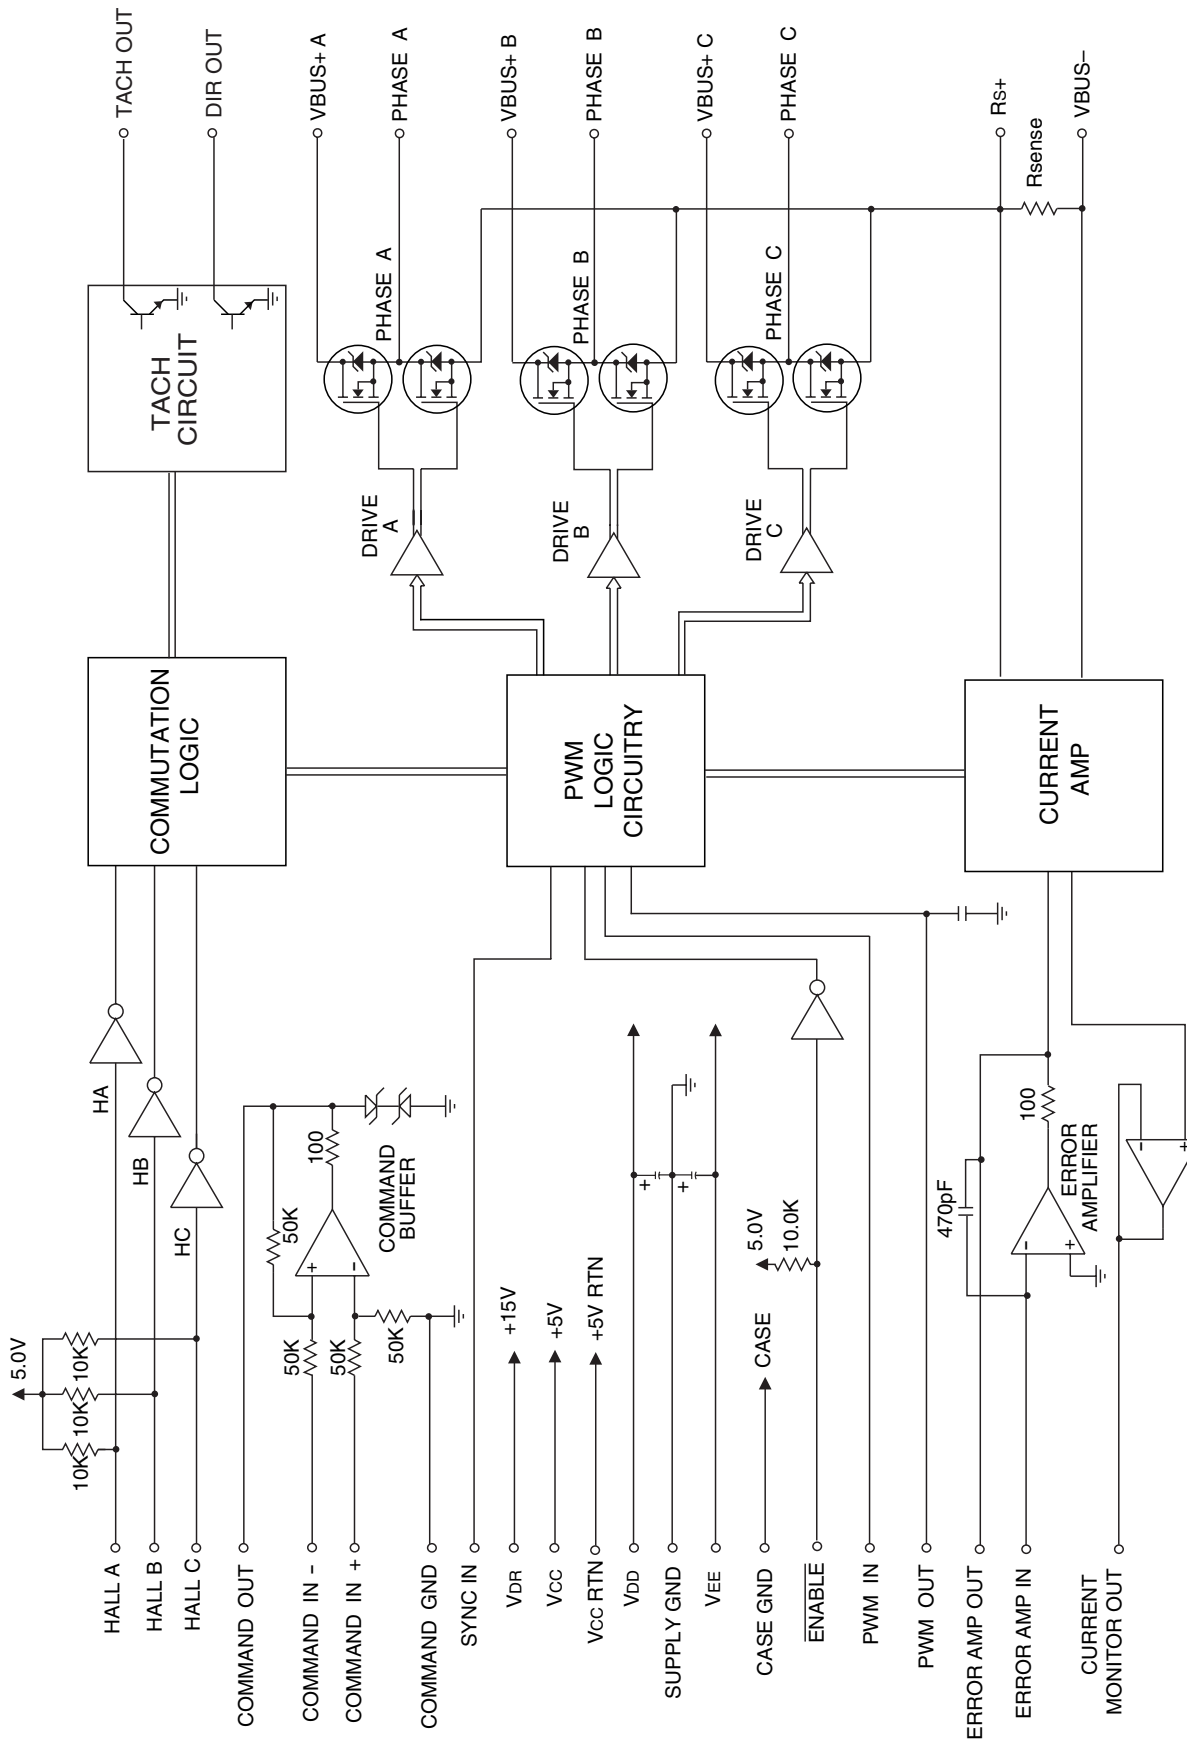 HALL A
HALL B
HALL C
COMMAND OUT
COMMAND IN -
COMMAND IN +
COMMAND GND
SYNC IN
VDR
VCC
VCC RTN
VDD
SUPPLY GND
VEE
CASE GND
ENABLE
PWM IN
PWM OUT
ERROR AMP OUT
ERROR AMP IN
CURRENT
MONITOR OUT
5.0V
10K
10K
10K
HA
HB
HC
50K
50K
50K
50K
+
-
100
COMMAND
BUFFER
+15V
+5V
+5V RTN
+
+
CASE
5.0V
10.0K
470pF
-
+
100
ERROR
AMPLIFIER
-
+
COMMUTATION
LOGIC
PWM
LOGIC
CIRCUITRY
CURRENT
AMP
TACH
CIRCUIT
DRIVE
A
DRIVE
B
DRIVE
C
PHASE A
PHASE B
PHASE C
Rsense
TACH OUT
DIR OUT
VBUS+ A
PHASE A
VBUS+ B
PHASE B
VBUS+ C
PHASE C
RS+
VBUS–